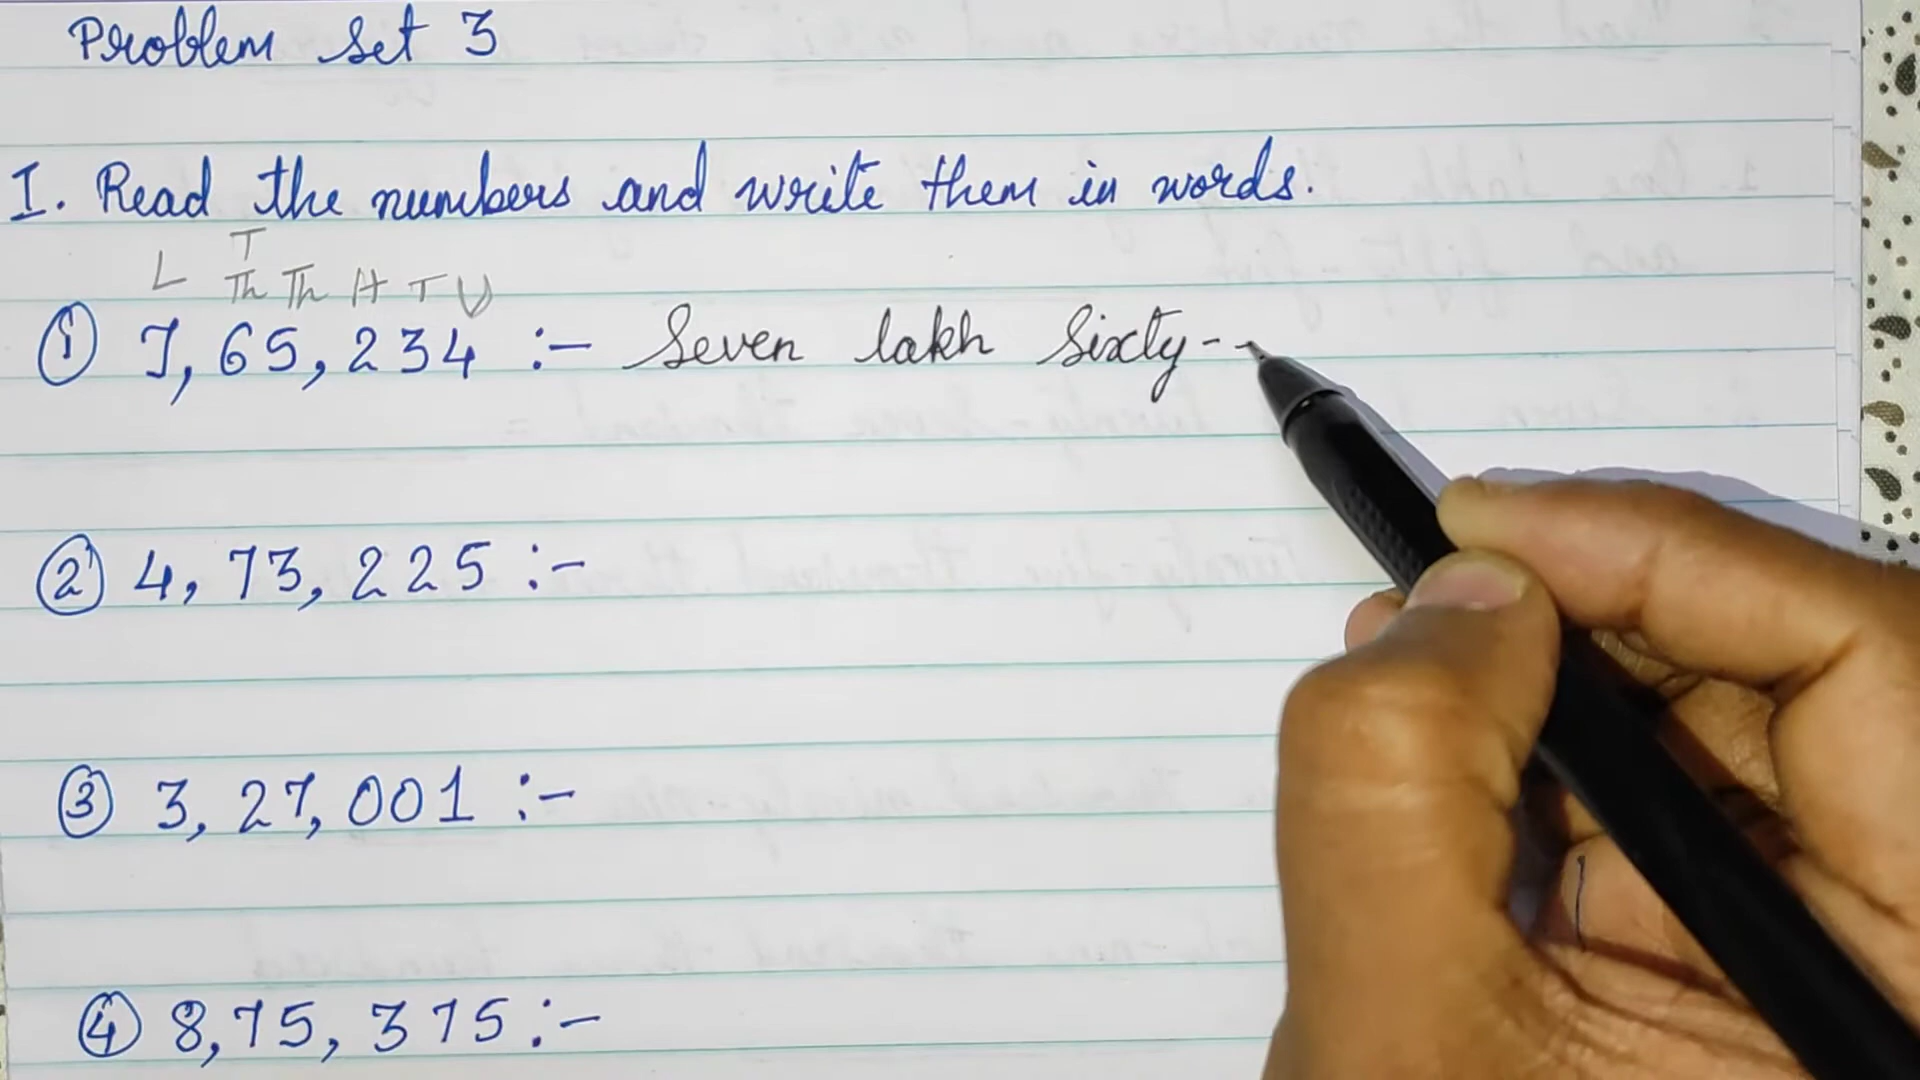 Problem Set 3
I. Read the numbers and write them in words.
T
L Th Th H T U
① 7,65,234 :- Seven lakh Sixty-
② 4,73,225 :-
③ 3,27,001 :-
④ 8,75,375 :-